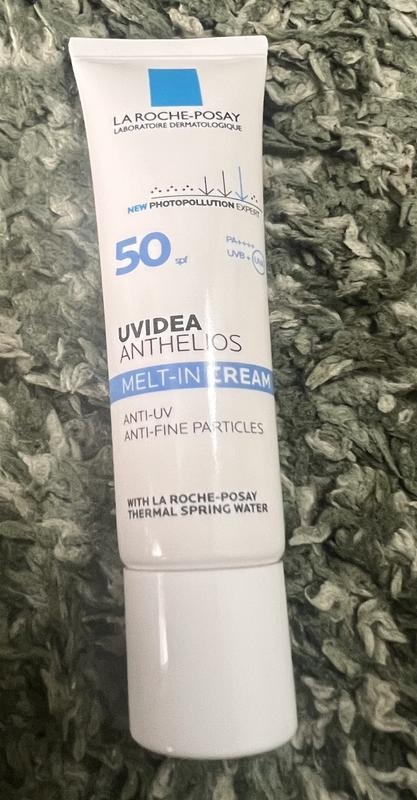 LA ROCHE-POSAY
LABORATOIRE DERMATOLOGIQUE
NEW PHOTOPOLLUTION EXPERT
50 spf
PA++++
UVB + UVA
UVIDEA
ANTHELIOS
MELT-IN CREAM
ANTI-UV
ANTI-FINE PARTICLES
WITH LA ROCHE-POSAY
THERMAL SPRING WATER